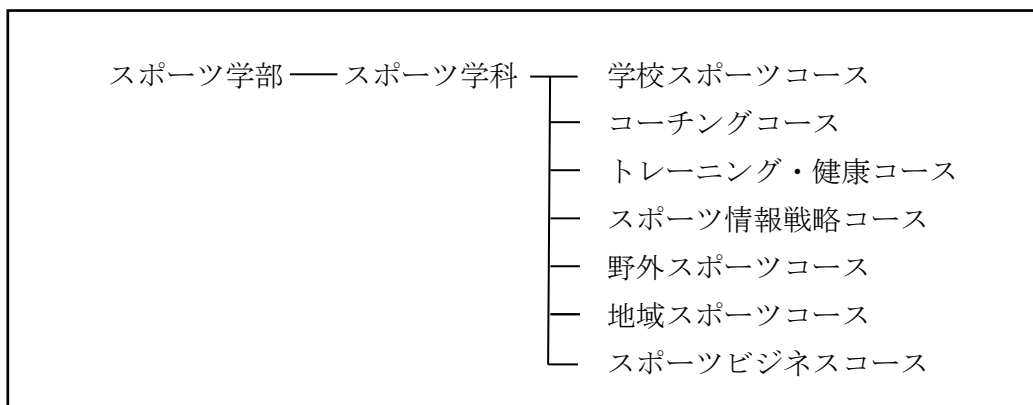 スポーツ学部 スポーツ学科 学校スポーツコース
コーチングコース
トレーニング・健康コース
スポーツ情報戦略コース
野外スポーツコース
地域スポーツコース
スポーツビジネスコース